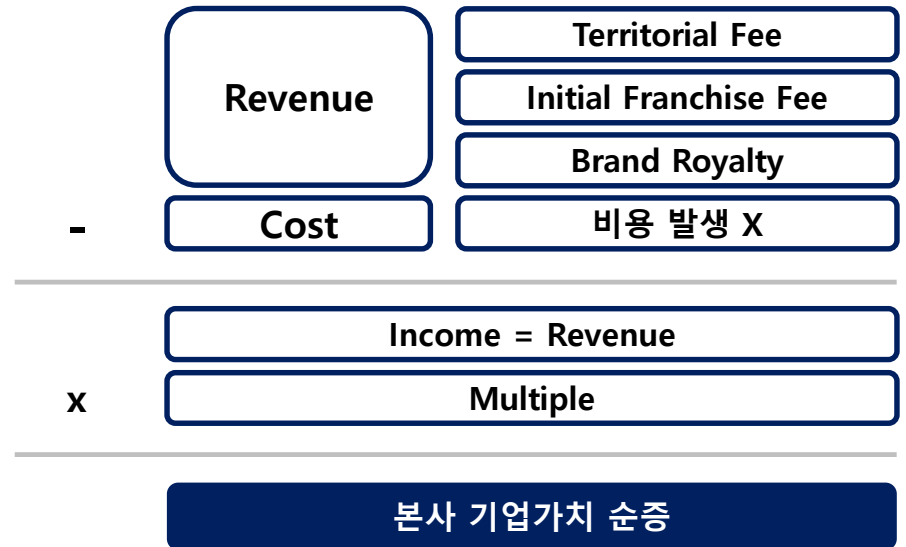 Revenue
Territorial Fee
Initial Franchise Fee
Brand Royalty
-
Cost
비용 발생 X
Income = Revenue
x
Multiple
본사 기업가치 순증